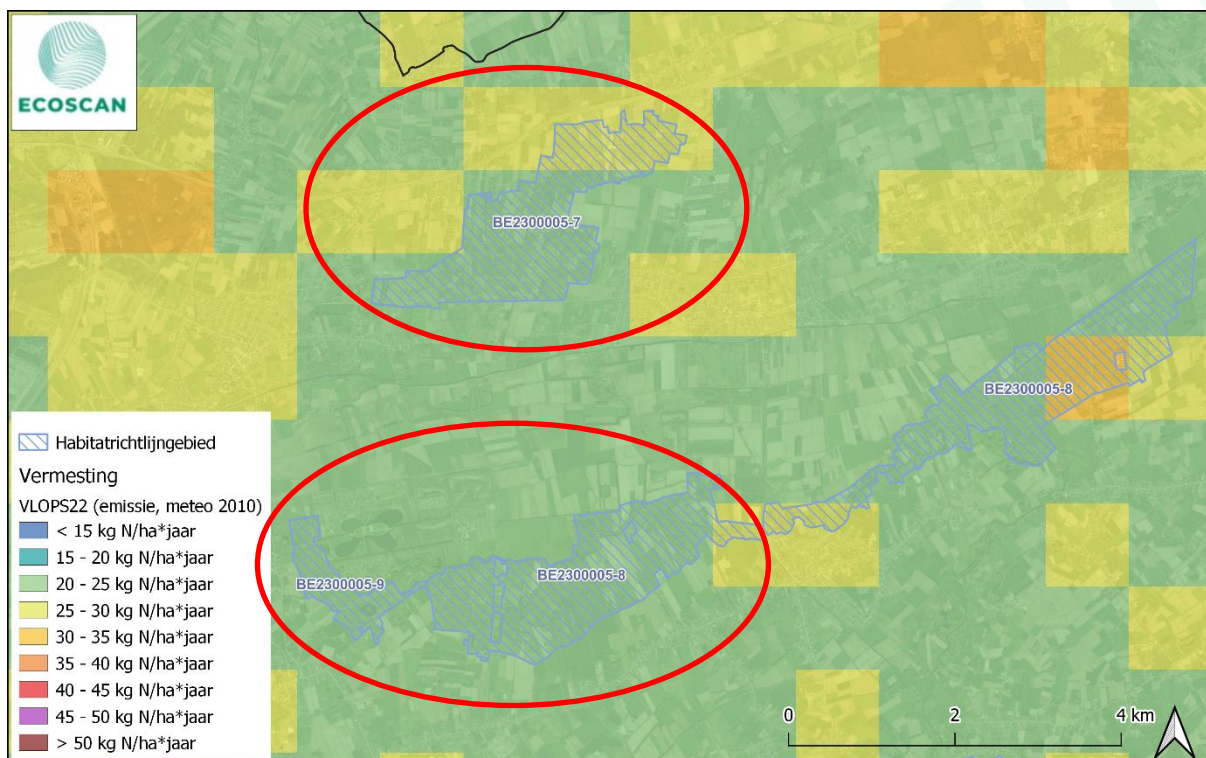 ECOSCAN
BE2300005-7
BE2300005-8
BE2300005-9
BE2300005-8
Habitatrichtlijngebied
Vermesting
VLOPS22 (emissie, meteo 2010)
< 15 kg N/ha*jaar
15 - 20 kg N/ha*jaar
20 - 25 kg N/ha*jaar
25 - 30 kg N/ha*jaar
30 - 35 kg N/ha*jaar
35 - 40 kg N/ha*jaar
40 - 45 kg N/ha*jaar
45 - 50 kg N/ha*jaar
> 50 kg N/ha*jaar
0 2 4 km